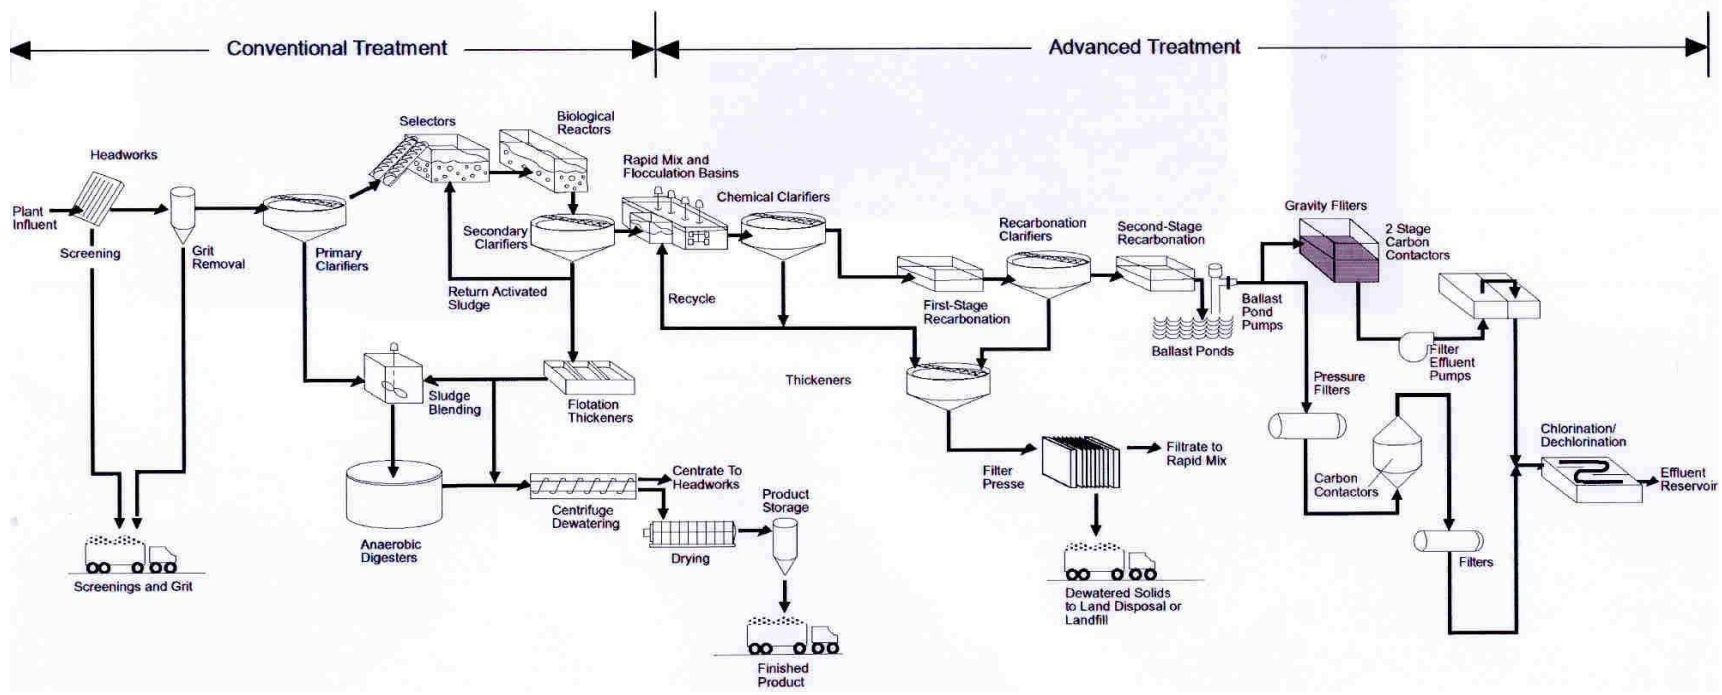 Conventional Treatment
Advanced Treatment
Headworks
Plant
Influent
Screening
Grit
Removal
Primary
Clarifiers
Selectors
Biological
Reactors
Secondary
Clarifiers
Return Activated
Sludge
Rapid Mix and
Flocculation Basins
Chemical Clarifiers
Recycle
First-Stage
Recarbonation
Recarbonation
Clarifiers
Second-Stage
Recarbonation
Ballast Ponds
Ballast
Pond
Pumps
Gravity Fliters
2 Stage
Carbon
Contactors
Filter
Effluent
Pumps
Pressure
Filters
Carbon
Contactors
Filters
Chlorination/
Dechlorination
Effluent
Reservoir
Sludge
Blending
Flotation
Thickeners
Thickeners
Anaerobic
Digesters
Centrifuge
Dewatering
Centrate To
Headworks
Drying
Product
Storage
Finished
Product
Filter
Presse
Filtrate to
Rapid Mix
Dewatered Solids
to Land Disposal or
Landfill
Screenings and Grit